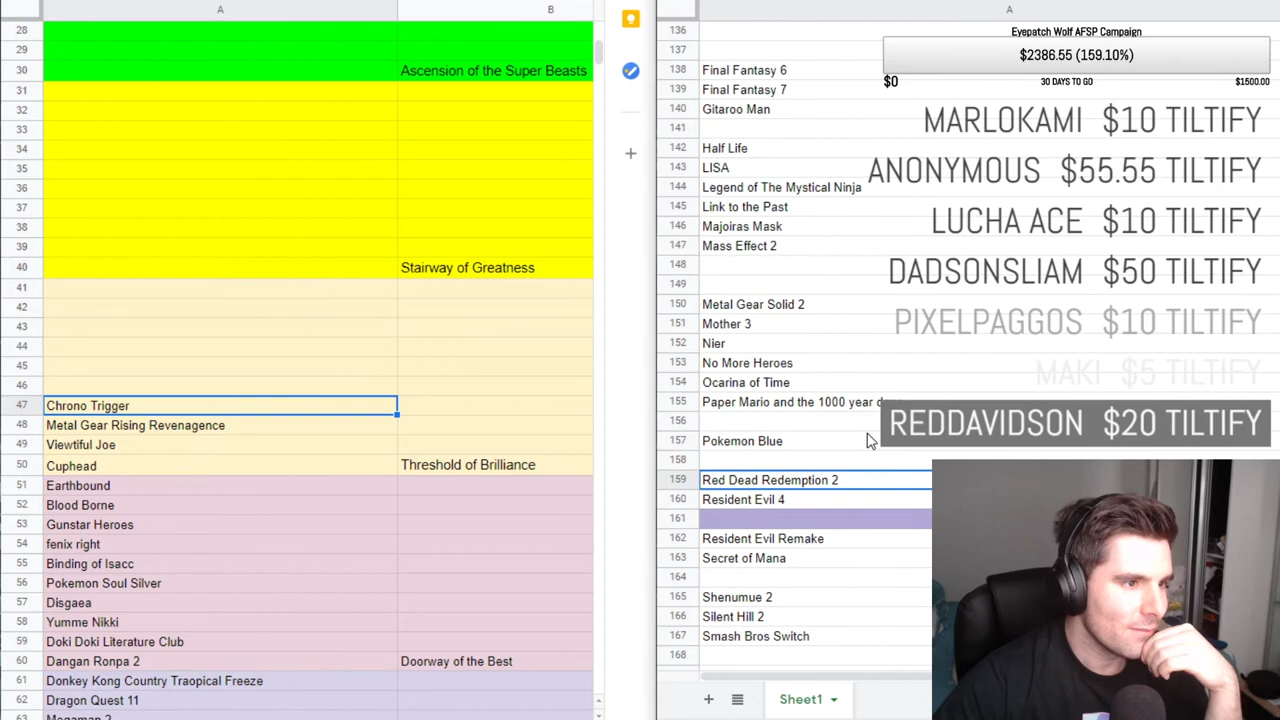 A
B
28
29
30 Ascension of the Super Beasts
31
32
33
34
35
36
37
38
39
40 Stairway of Greatness
41
42
43
44
45
46
47 Chrono Trigger
48 Metal Gear Rising Revenagence
49 Viewtiful Joe
50 Cuphead Threshold of Brilliance
51 Earthbound
52 Blood Borne
53 Gunstar Heroes
54 fenix right
55 Binding of Isacc
56 Pokemon Soul Silver
57 Disgaea
58 Yumme Nikki
59 Doki Doki Literature Club
60 Dangan Ronpa 2 Doorway of the Best
61 Donkey Kong Country Traopical Freeze
62 Dragon Quest 11
63 Megaman 2
A
136
137
138 Final Fantasy 6
139 Final Fantasy 7
140 Gitaroo Man
141
142 Half Life
143 LISA
144 Legend of The Mystical Ninja
145 Link to the Past
146 Majoiras Mask
147 Mass Effect 2
148
149
150 Metal Gear Solid 2
151 Mother 3
152 Nier
153 No More Heroes
154 Ocarina of Time
155 Paper Mario and the 1000 year
156
157 Pokemon Blue
158
159 Red Dead Redemption 2
160 Resident Evil 4
161
162 Resident Evil Remake
163 Secret of Mana
164
165 Shenumue 2
166 Silent Hill 2
167 Smash Bros Switch
168
Sheet1
Eyepatch Wolf AFSP Campaign
$2386.55 (159.10%)
$0 30 DAYS TO GO $1500.00
MARLOKAMI $10 TILTIFY
ANONYMOUS $55.55 TILTIFY
LUCHA ACE $10 TILTIFY
DADSONSLIAM $50 TILTIFY
PIXELPAGGOS $10 TILTIFY
MAKI $5 TILTIFY
REDDAVIDSON $20 TILTIFY